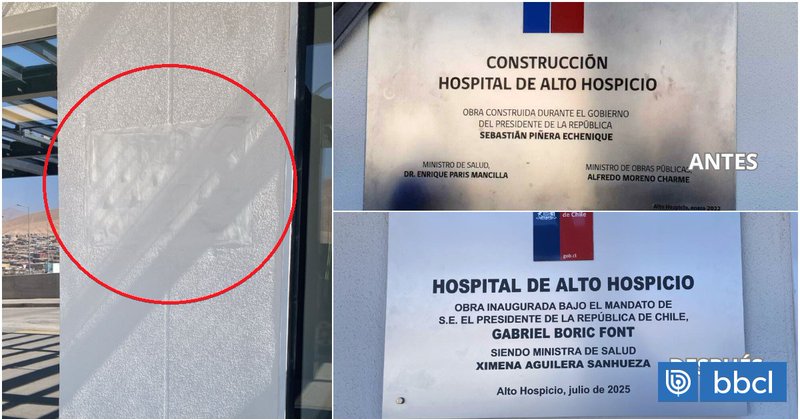 CONSTRUCCIÓN
HOSPITAL DE ALTO HOSPICIO
OBRA CONSTRUIDA DURANTE EL GOBIERNO
DEL PRESIDENTE DE LA REPÚBLICA
SEBASTIÁN PIÑERA ECHENIQUE
MINISTRO DE SALUD,
DR. ENRIQUE PARIS MANCILLA
MINISTRO DE OBRAS PÚBLICAS,
ALFREDO MORENO CHARME
ANTES
Alto Hospicio, enero 2022
de Chile
gob.cl
HOSPITAL DE ALTO HOSPICIO
OBRA INAUGURADA BAJO EL MANDATO DE
S.E. EL PRESIDENTE DE LA REPÚBLICA DE CHILE,
GABRIEL BORIC FONT
SIENDO MINISTRA DE SALUD
XIMENA AGUILERA SANHUEZA
DESPUÉS
Alto Hospicio, julio de 2025
bbcl